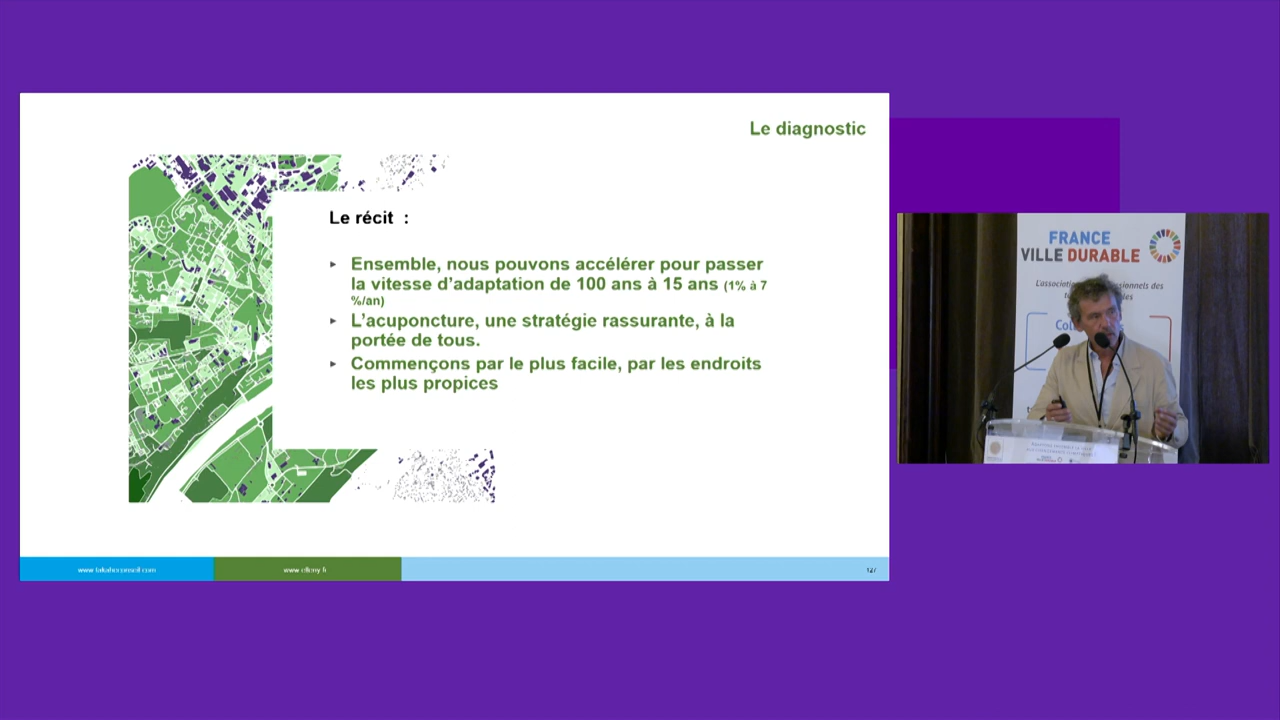 Le diagnostic
Le récit :
▸ Ensemble, nous pouvons accélérer pour passer
la vitesse d’adaptation de 100 ans à 15 ans (1% à 7
%/an)
▸ L’acuponcture, une stratégie rassurante, à la
portée de tous.
▸ Commençons par le plus facile, par les endroits
les plus propices
127
FRANCE
VILLE DURABLE
des